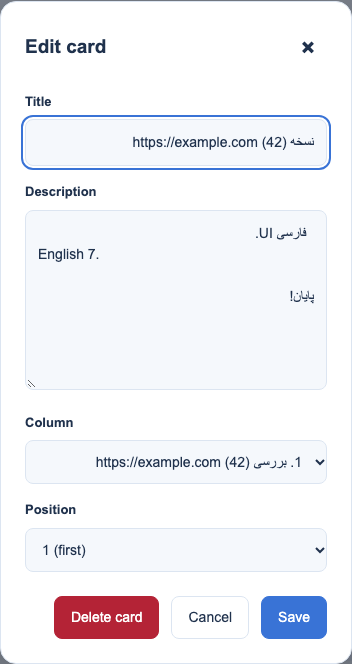 Edit card
Title
نسخه (42) https://example.com
Description
فارسی UI.
English 7.
پایان!
Column
1. بررسی (42) https://example.com
Position
1 (first)
Delete card
Cancel
Save